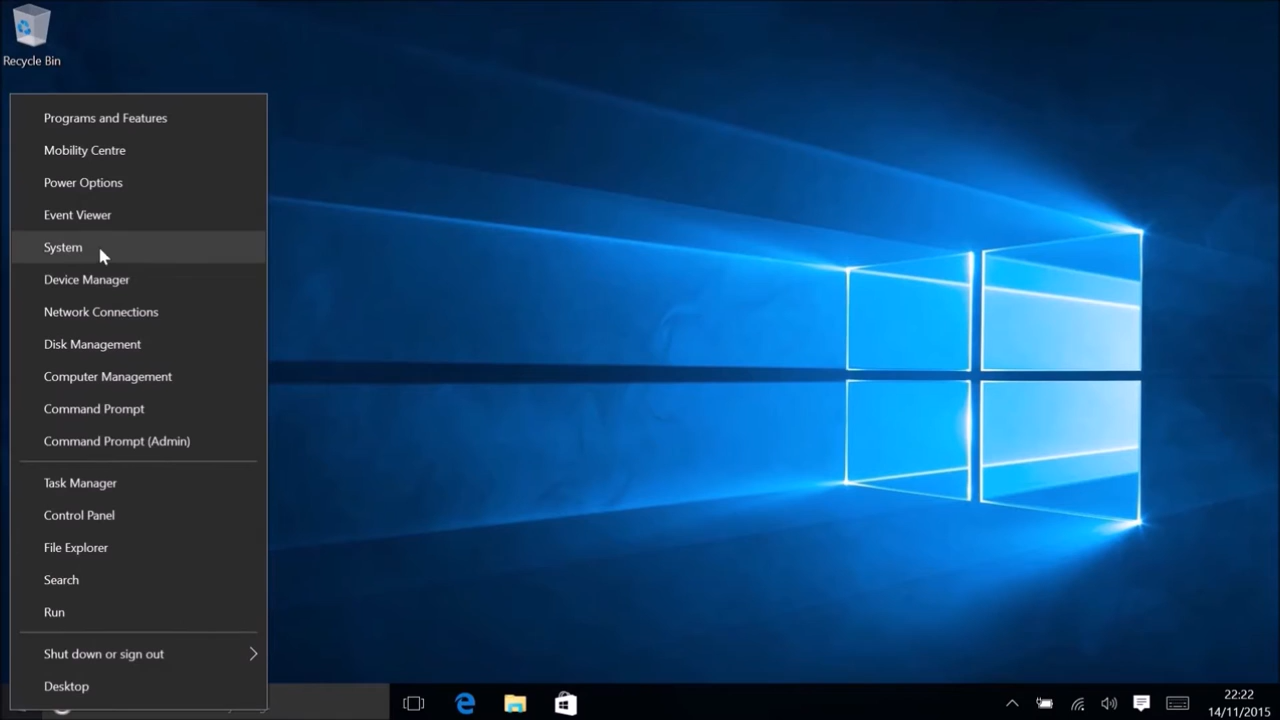 Recycle Bin
Programs and Features
Mobility Centre
Power Options
Event Viewer
System
Device Manager
Network Connections
Disk Management
Computer Management
Command Prompt
Command Prompt (Admin)
Task Manager
Control Panel
File Explorer
Search
Run
Shut down or sign out
Desktop
22:22
14/11/2015